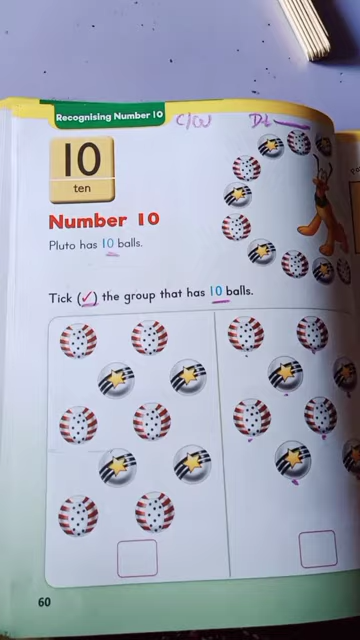 Recognising Number 10
C/W
10
ten
Number 10
Pluto has 10 balls.
Tick (✓) the group that has 10 balls.
60